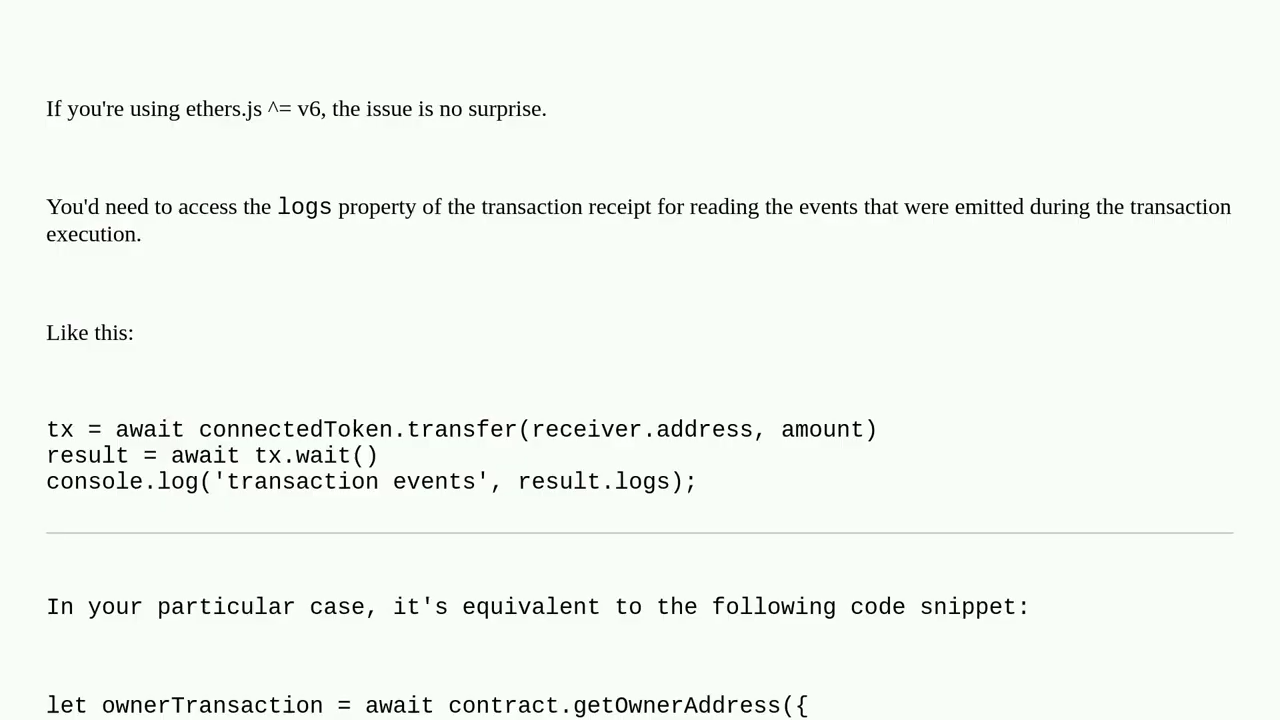 If you're using ethers.js ^= v6, the issue is no surprise.
You'd need to access the logs property of the transaction receipt for reading the events that were emitted during the transaction
execution.
Like this:
tx = await connectedToken.transfer(receiver.address, amount)
result = await tx.wait()
console.log('transaction events', result.logs);
In your particular case, it's equivalent to the following code snippet:
let ownerTransaction = await contract.getOwnerAddress({